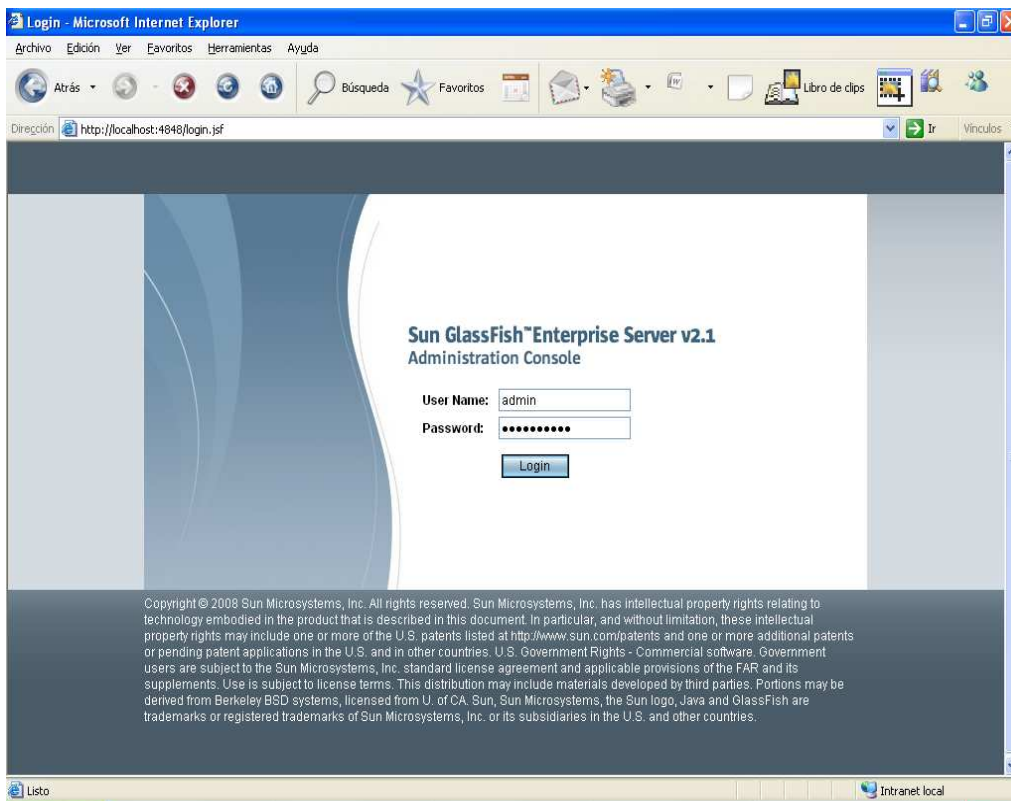 Login - Microsoft Internet Explorer
Archivo Edición Ver Favoritos Herramientas Ayuda
Atrás Búsqueda Favoritos Libro de clips
Dirección http://localhost:4848/login.jsf Ir Vínculos
Sun GlassFish™Enterprise Server v2.1
Administration Console
User Name: admin
Password: ••••••••••
Login
Copyright © 2008 Sun Microsystems, Inc. All rights reserved. Sun Microsystems, Inc. has intellectual property rights relating to
technology embodied in the product that is described in this document. In particular, and without limitation, these intellectual
property rights may include one or more of the U.S. patents listed at http://www.sun.com/patents and one or more additional patents
or pending patent applications in the U.S. and in other countries. U.S. Government Rights - Commercial software. Government
users are subject to the Sun Microsystems, Inc. standard license agreement and applicable provisions of the FAR and its
supplements. Use is subject to license terms. This distribution may include materials developed by third parties. Portions may be
derived from Berkeley BSD systems, licensed from U. of CA. Sun, Sun Microsystems, the Sun logo, Java and GlassFish are
trademarks or registered trademarks of Sun Microsystems, Inc. or its subsidiaries in the U.S. and other countries.
Listo Intranet local